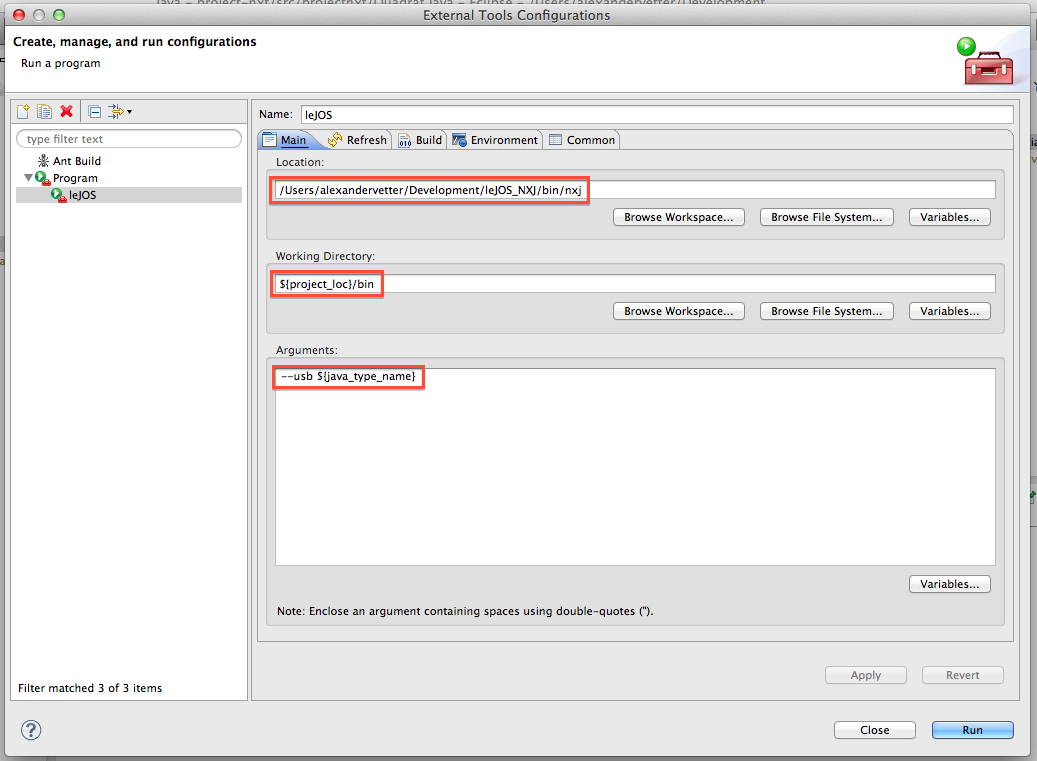 External Tools Configurations
Create, manage, and run configurations
Run a program
type filter text
Ant Build
Program
leJOS
Filter matched 3 of 3 items
Name: leJOS
Main Refresh Build Environment Common
Location:
/Users/alexandervetter/Development/leJOS_NXJ/bin/nxj
Browse Workspace... Browse File System... Variables...
Working Directory:
${project_loc}/bin
Browse Workspace... Browse File System... Variables...
Arguments:
--usb ${java_type_name}
Variables...
Note: Enclose an argument containing spaces using double-quotes (").
Apply Revert
? Close Run